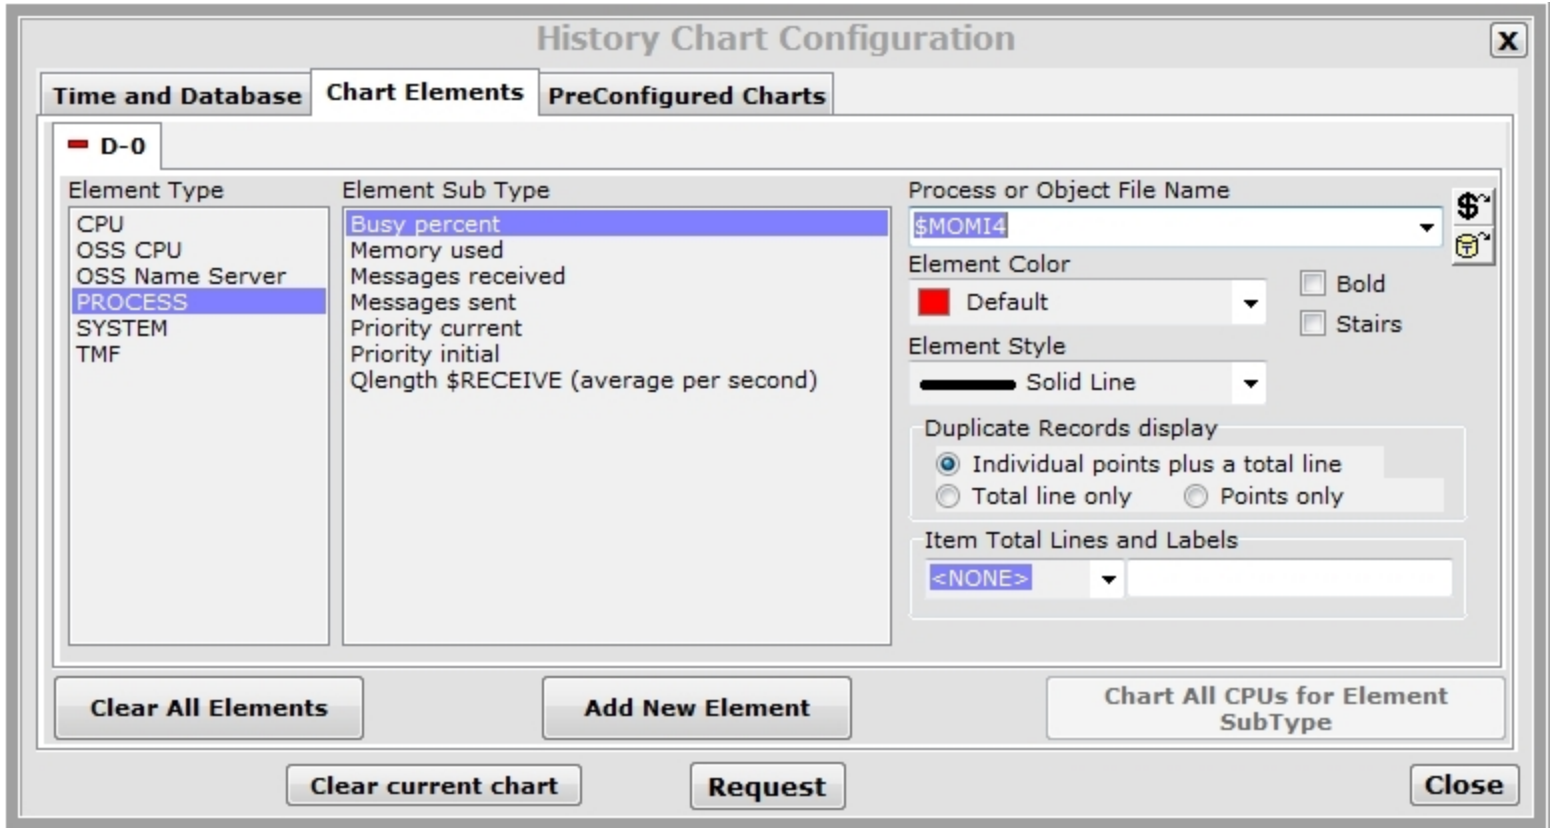 History Chart Configuration
X
Time and Database
Chart Elements
PreConfigured Charts
D-0
Element Type
CPU
OSS CPU
OSS Name Server
PROCESS
SYSTEM
TMF
Element Sub Type
Busy percent
Memory used
Messages received
Messages sent
Priority current
Priority initial
Qlength $RECEIVE (average per second)
Process or Object File Name
$MOMI4
$
T
Element Color
Default
Bold
Stairs
Element Style
Solid Line
Duplicate Records display
Individual points plus a total line
Total line only
Points only
Item Total Lines and Labels
<NONE>
Clear All Elements
Add New Element
Chart All CPUs for Element
SubType
Clear current chart
Request
Close